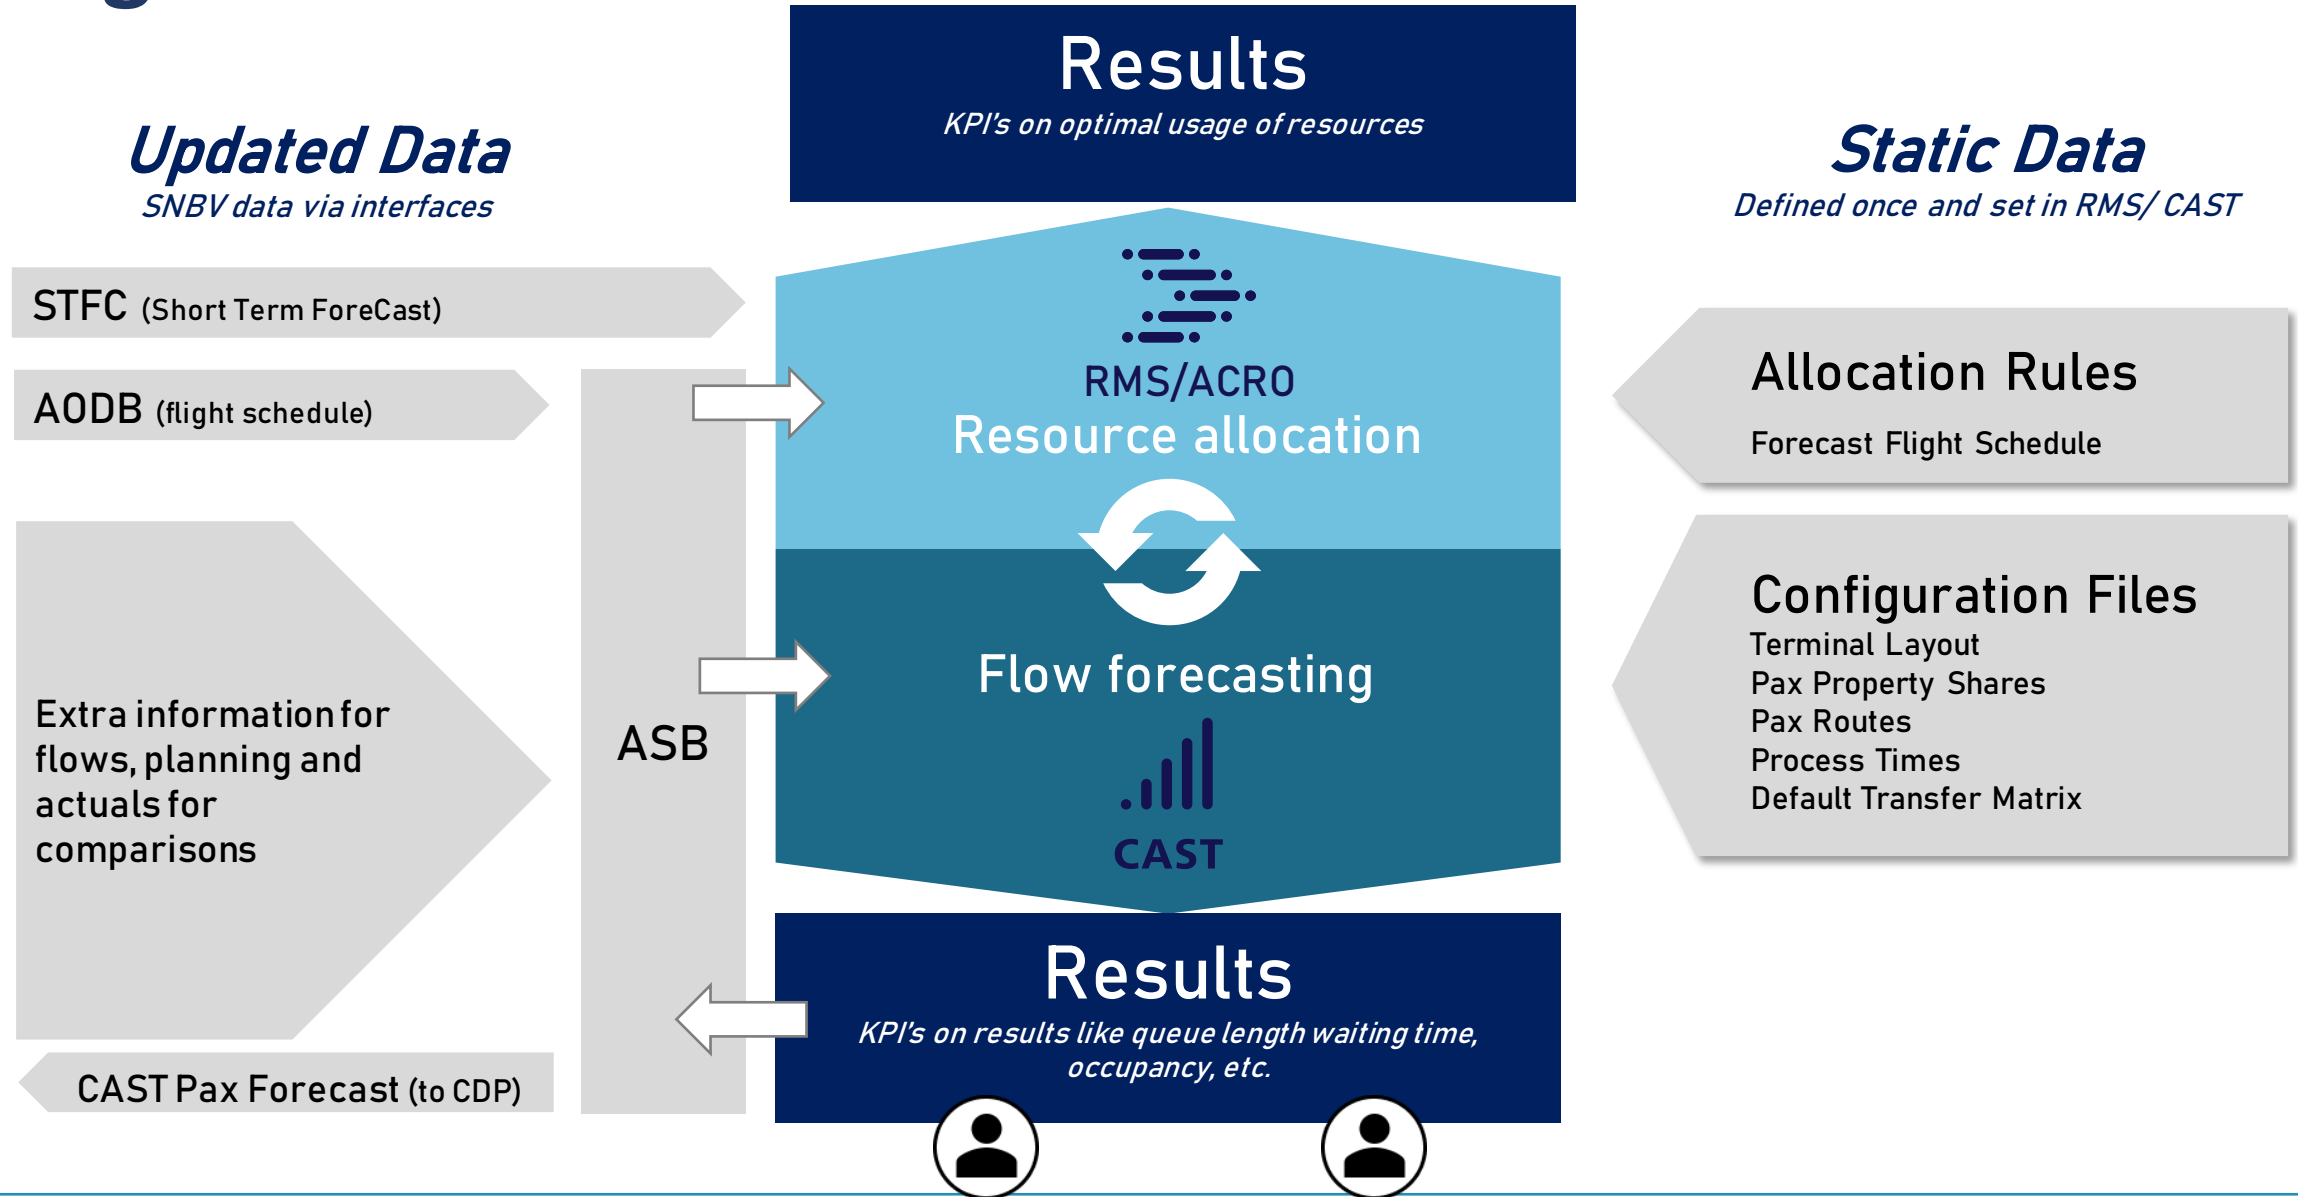 Results
KPI's on optimal usage of resources
Updated Data
SNBV data via interfaces
STFC (Short Term ForeCast)
AODB (flight schedule)
Extra information for
flows, planning and
actuals for
comparisons
CAST Pax Forecast (to CDP)
ASB
RMS/ACRO
Resource allocation
Flow forecasting
CAST
Results
KPI's on results like queue length waiting time,
occupancy, etc.
Static Data
Defined once and set in RMS/ CAST
Allocation Rules
Forecast Flight Schedule
Configuration Files
Terminal Layout
Pax Property Shares
Pax Routes
Process Times
Default Transfer Matrix